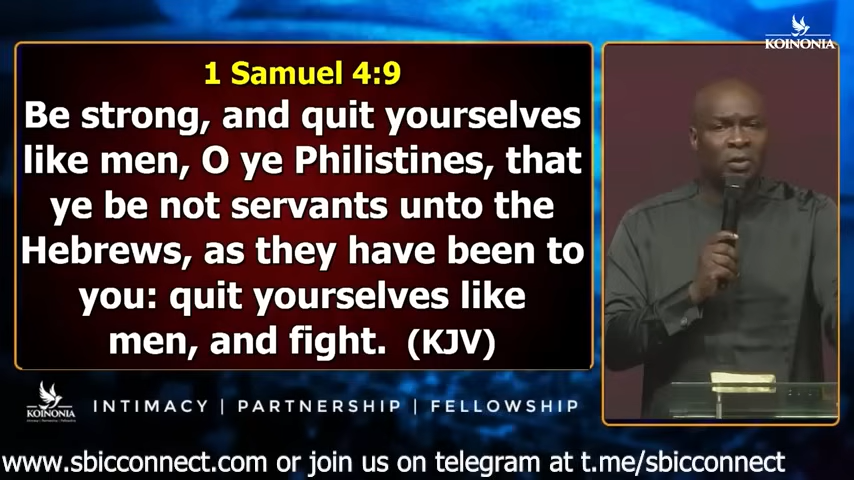 KOINONIA
1 Samuel 4:9
Be strong, and quit yourselves
like men, O ye Philistines, that
ye be not servants unto the
Hebrews, as they have been to
you: quit yourselves like
men, and fight. (KJV)
KOINONIA
INTIMACY | PARTNERSHIP | FELLOWSHIP
www.sbicconnect.com or join us on telegram at t.me/sbicconnect